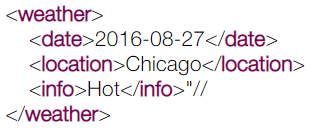 <weather>
<date>2016-08-27</date>
<location>Chicago</location>
<info>Hot</info>"//
</weather>